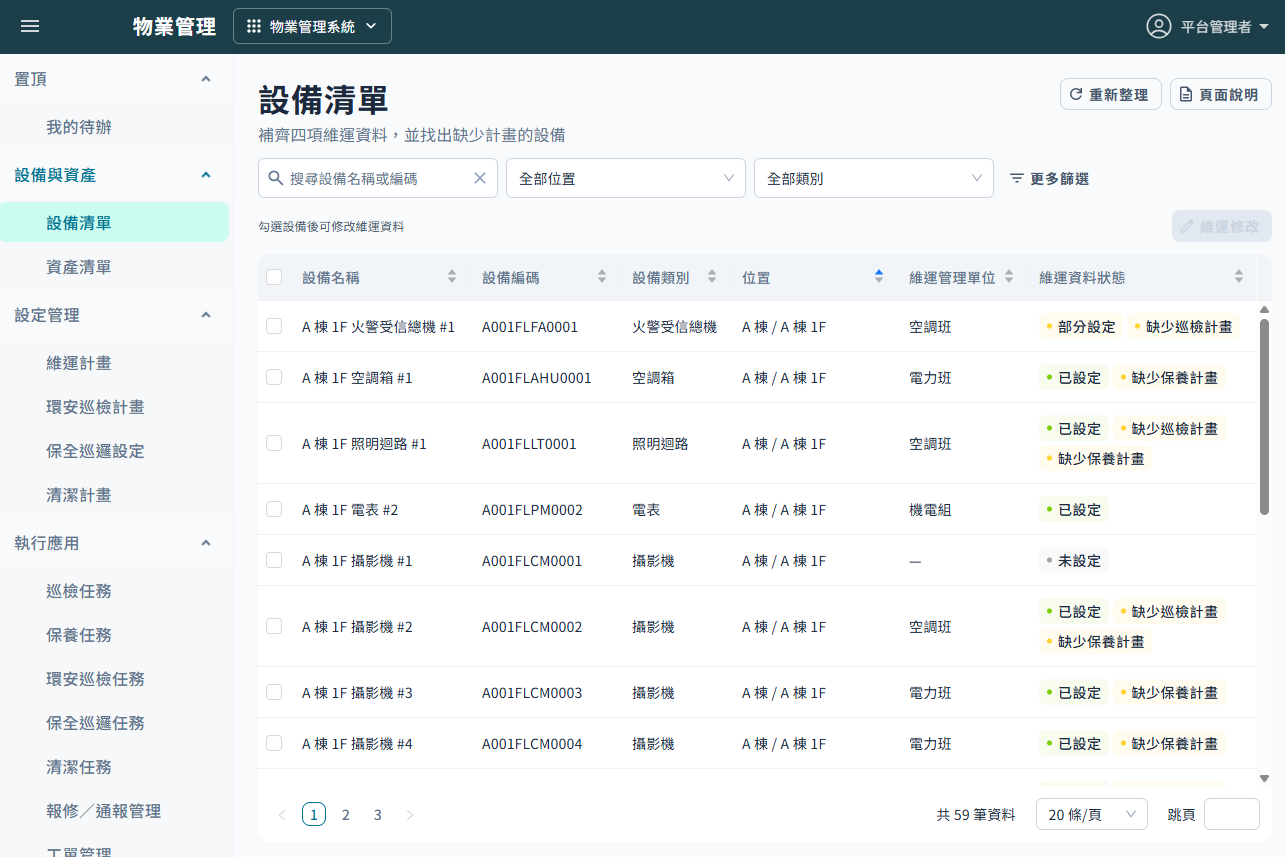 物業管理
物業管理系統
平台管理者
置頂
我的待辦
設備與資產
設備清單
資產清單
設定管理
維運計畫
環安巡檢計畫
保全巡邏設定
清潔計畫
執行應用
巡檢任務
保養任務
環安巡檢任務
保全巡邏任務
清潔任務
報修／通報管理
工單管理
設備清單
重新整理
頁面說明
補齊四項維運資料，並找出缺少計畫的設備
搜尋設備名稱或編碼
全部位置
全部類別
更多篩選
勾選設備後可修改維運資料
維運修改
設備名稱 設備編碼 設備類別 位置 維運管理單位 維運資料狀態
A 棟 1F 火警受信總機 #1 A001FLFA0001 火警受信總機 A 棟 / A 棟 1F 空調班 部分設定 缺少巡檢計畫
A 棟 1F 空調箱 #1 A001FLAHU0001 空調箱 A 棟 / A 棟 1F 電力班 已設定 缺少保養計畫
A 棟 1F 照明迴路 #1 A001FLLT0001 照明迴路 A 棟 / A 棟 1F 空調班 已設定 缺少巡檢計畫
缺少保養計畫
A 棟 1F 電表 #2 A001FLPM0002 電表 A 棟 / A 棟 1F 機電組 已設定
A 棟 1F 攝影機 #1 A001FLCM0001 攝影機 A 棟 / A 棟 1F — 未設定
A 棟 1F 攝影機 #2 A001FLCM0002 攝影機 A 棟 / A 棟 1F 空調班 已設定 缺少巡檢計畫
缺少保養計畫
A 棟 1F 攝影機 #3 A001FLCM0003 攝影機 A 棟 / A 棟 1F 電力班 已設定 缺少保養計畫
A 棟 1F 攝影機 #4 A001FLCM0004 攝影機 A 棟 / A 棟 1F 電力班 已設定 缺少保養計畫
1 2 3
共 59 筆資料
20 條/頁
跳頁